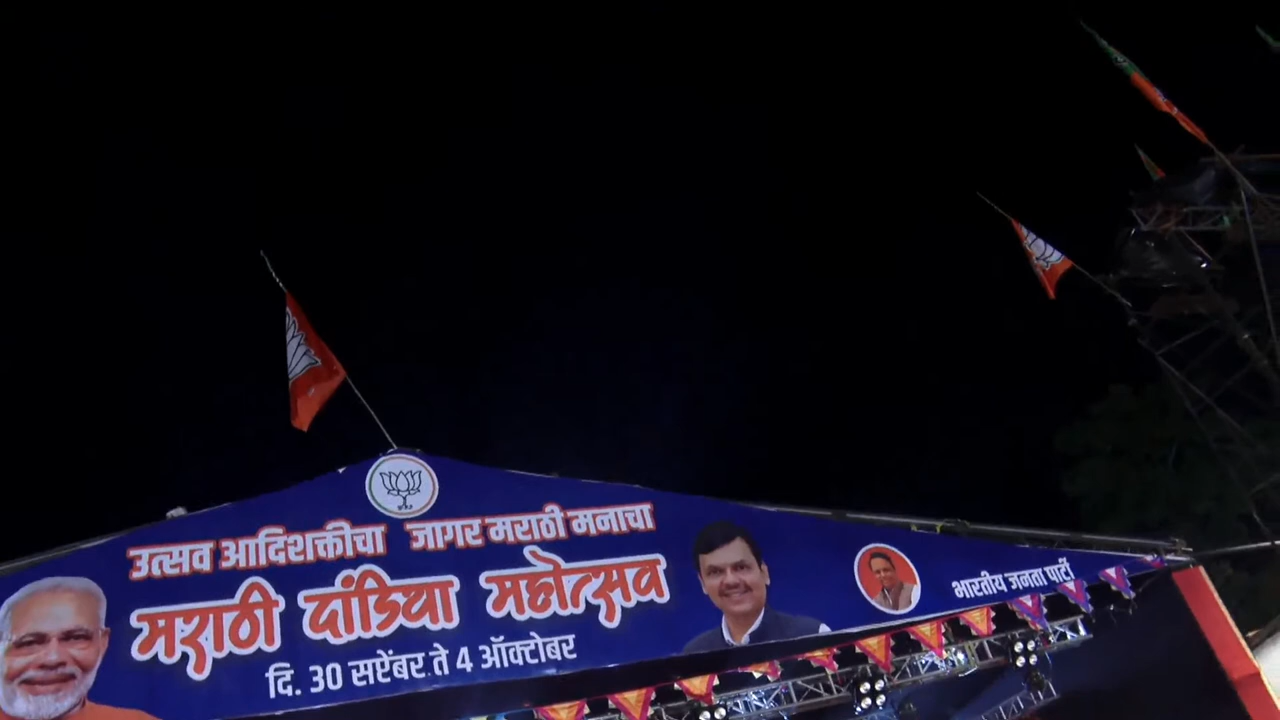 उत्सव आदिशक्तीचा जागर मराठी मनाचा
मराठी दांडिया महोत्सव
दि. 30 सप्टेंबर ते 4 ऑक्टोबर
भारतीय जनता पार्टी